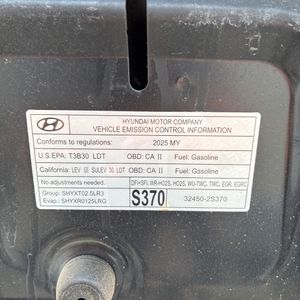 HYUNDAI MOTOR COMPANY
VEHICLE EMISSION CONTROL INFORMATION
Conforms to regulations: 2025 MY
U.S.EPA: T3B30 LDT OBD: CA II Fuel: Gasoline
California: LEV III SULEV 30 LDT OBD: CA II Fuel: Gasoline
No adjustments needed. DFI+SFI, WR-HO2S, HO2S, WU-TWC, TWC, EGR, EGRC
Group: SHYXT02.5LR3
Evap.: SHYXR0125LRG
S370
32450-2S370